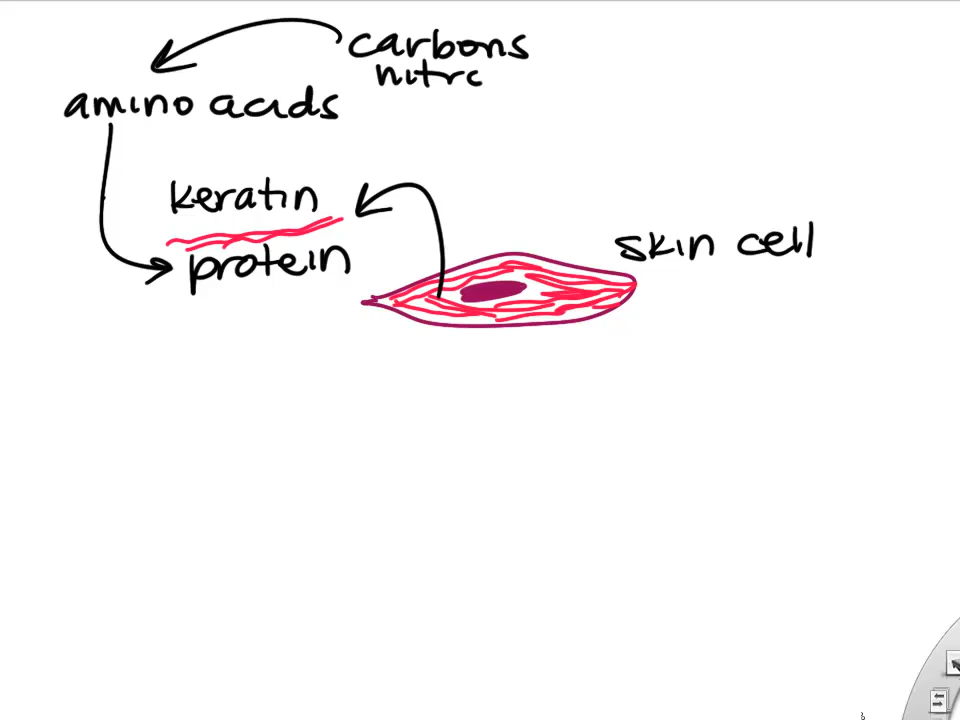 carbons
nitro
amino acids
keratin
protein
skin cell